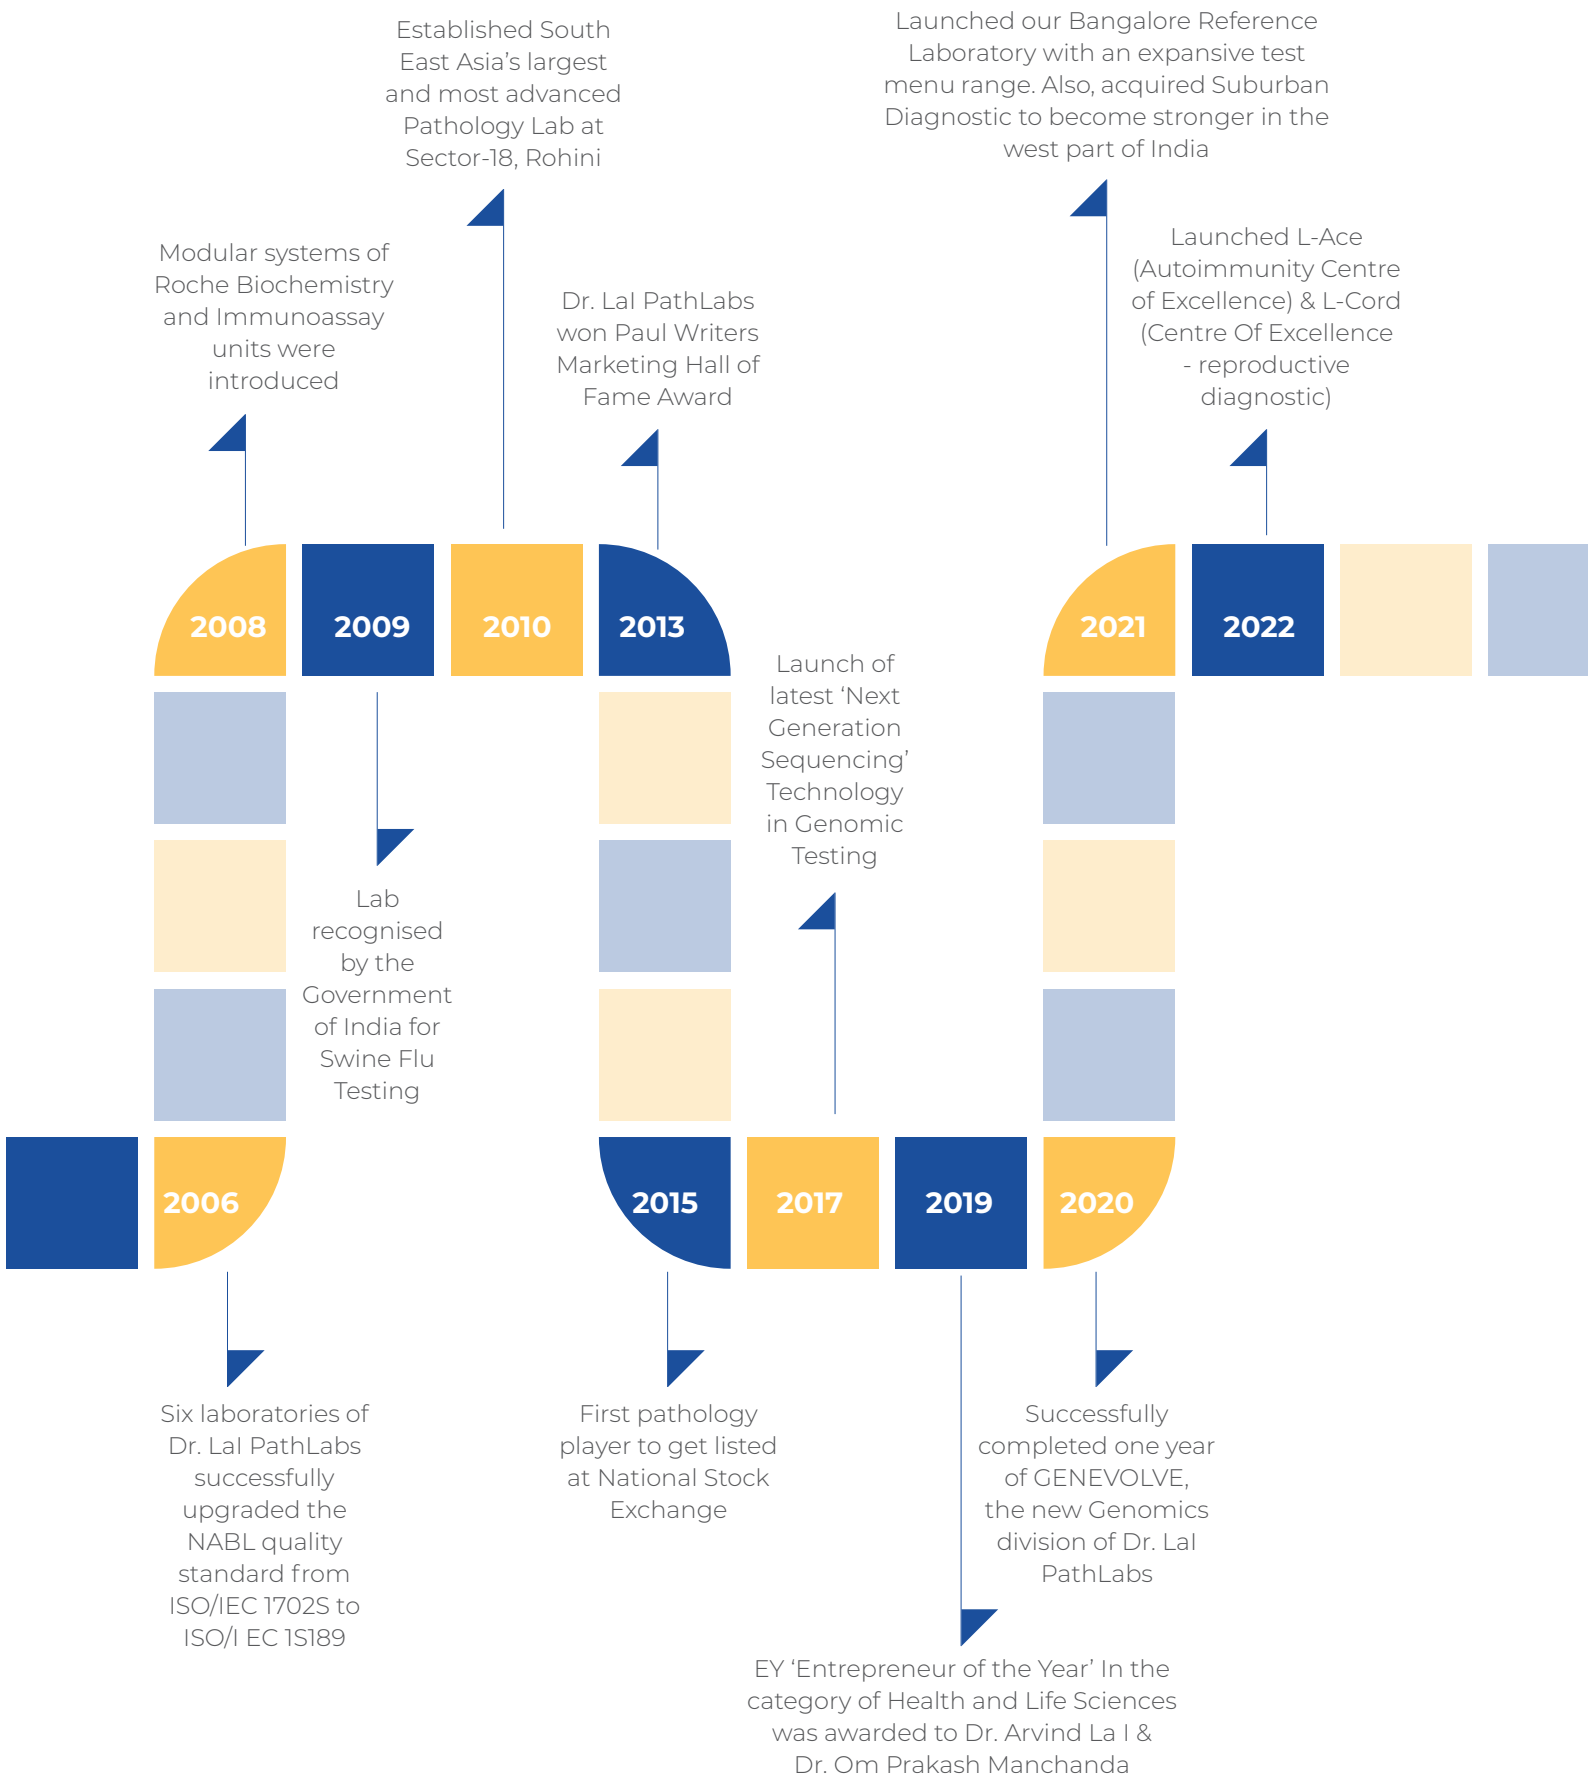 Established South
East Asia's largest
and most advanced
Pathology Lab at
Sector-18, Rohini
Launched our Bangalore Reference
Laboratory with an expansive test
menu range. Also, acquired Suburban
Diagnostic to become stronger in the
west part of India
Modular systems of
Roche Biochemistry
and Immunoassay
units were
introduced
Dr. LaI PathLabs
won Paul Writers
Marketing Hall of
Fame Award
Launched L-Ace
(Autoimmunity Centre
of Excellence) & L-Cord
(Centre Of Excellence
- reproductive
diagnostic)
2008
2009
2010
2013
2021
2022
Launch of
latest ‘Next
Generation
Sequencing’
Technology
in Genomic
Testing
Lab
recognised
by the
Government
of India for
Swine Flu
Testing
2006
2015
2017
2019
2020
Six laboratories of
Dr. LaI PathLabs
successfully
upgraded the
NABL quality
standard from
ISO/IEC 1702S to
ISO/I EC 1S189
First pathology
player to get listed
at National Stock
Exchange
Successfully
completed one year
of GENEVOLVE,
the new Genomics
division of Dr. LaI
PathLabs
EY ‘Entrepreneur of the Year’ In the
category of Health and Life Sciences
was awarded to Dr. Arvind La I &
Dr. Om Prakash Manchanda